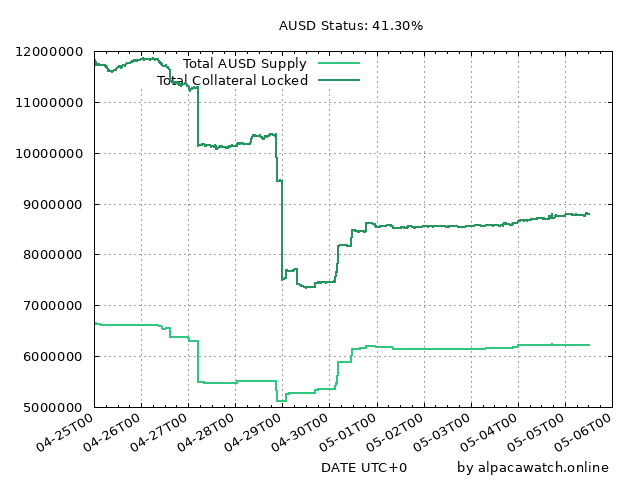 AUSD Status: 41.30%
12000000
11000000
10000000
9000000
8000000
7000000
6000000
5000000
Total AUSD Supply
Total Collateral Locked
04-25T00
04-26T00
04-27T00
04-28T00
04-29T00
04-30T00
05-01T00
05-02T00
05-03T00
05-04T00
05-05T00
05-06T00
DATE UTC+0
by alpacawatch.online